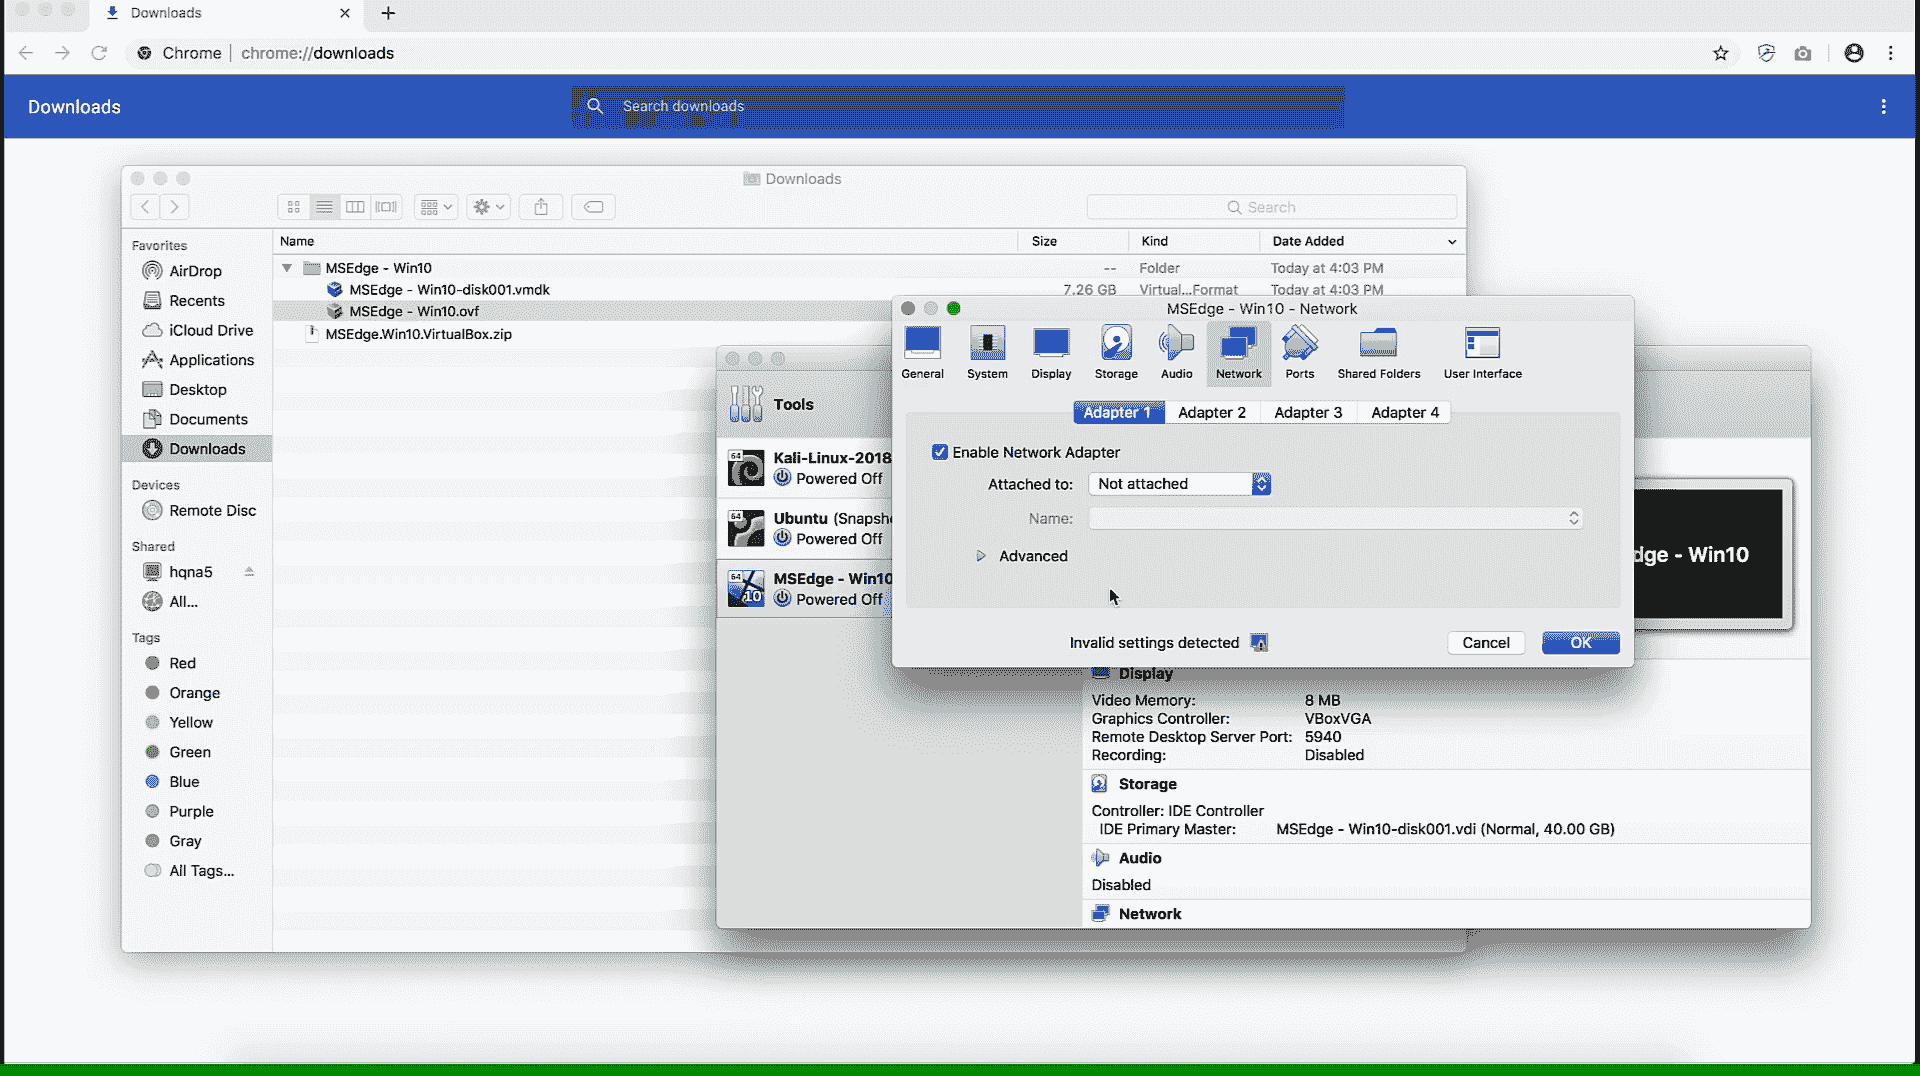 Downloads
Chrome | chrome://downloads
Downloads
Search downloads
Downloads
Search
Favorites
AirDrop
Recents
iCloud Drive
Applications
Desktop
Documents
Downloads
Devices
Remote Disc
Shared
hqna5
All...
Tags
Red
Orange
Yellow
Green
Blue
Purple
Gray
All Tags...
Name Size Kind Date Added
MSEdge - Win10 -- Folder Today at 4:03 PM
MSEdge - Win10-disk001.vmdk 7.26 GB Virtual...Format Today at 4:03 PM
MSEdge - Win10.ovf
MSEdge.Win10.VirtualBox.zip
Tools
64
Kali-Linux-2018
Powered Off
64
Ubuntu (Snapsh
Powered Off
64
10
MSEdge - Win10
Powered Off
MSEdge - Win10 - Network
General System Display Storage Audio Network Ports Shared Folders User Interface
Adapter 1 Adapter 2 Adapter 3 Adapter 4
Enable Network Adapter
Attached to: Not attached
Name:
Advanced
Invalid settings detected
Cancel OK
dge - Win10
Display
Video Memory: 8 MB
Graphics Controller: VBoxVGA
Remote Desktop Server Port: 5940
Recording: Disabled
Storage
Controller: IDE Controller
IDE Primary Master: MSEdge - Win10-disk001.vdi (Normal, 40.00 GB)
Audio
Disabled
Network